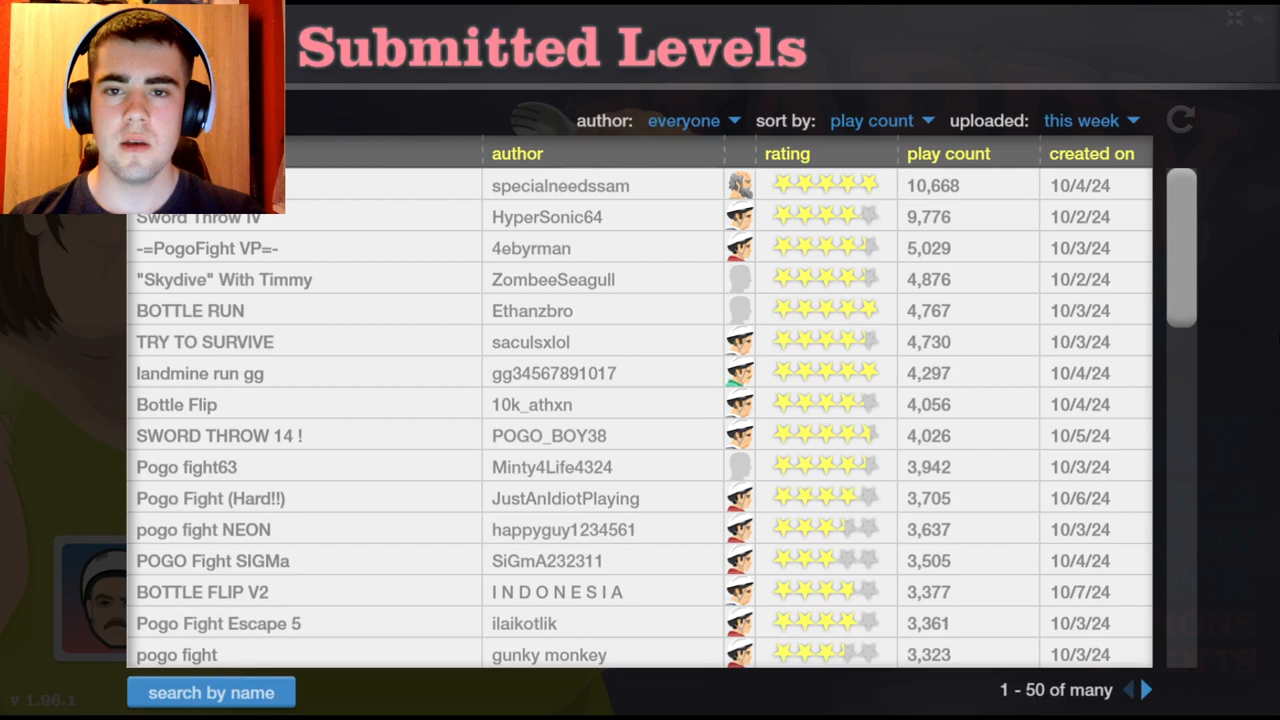 Submitted Levels
author: everyone sort by: play count uploaded: this week
author rating play count created on
specialneedssam 10,668 10/4/24
Sword Throw IV HyperSonic64 9,776 10/2/24
-=PogoFight VP=- 4ebyrman 5,029 10/3/24
"Skydive" With Timmy ZombeeSeagull 4,876 10/2/24
BOTTLE RUN Ethanzbro 4,767 10/3/24
TRY TO SURVIVE saculsxlol 4,730 10/3/24
landmine run gg gg34567891017 4,297 10/4/24
Bottle Flip 10k_athxn 4,056 10/4/24
SWORD THROW 14 ! POGO_BOY38 4,026 10/5/24
Pogo fight63 Minty4Life4324 3,942 10/3/24
Pogo Fight (Hard!!) JustAnIdiotPlaying 3,705 10/6/24
pogo fight NEON happyguy1234561 3,637 10/3/24
POGO Fight SIGMa SiGmA232311 3,505 10/4/24
BOTTLE FLIP V2 I N D O N E S I A 3,377 10/7/24
Pogo Fight Escape 5 ilaikotlik 3,361 10/3/24
pogo fight gunky monkey 3,323 10/3/24
search by name 1 - 50 of many
v 1.96.1